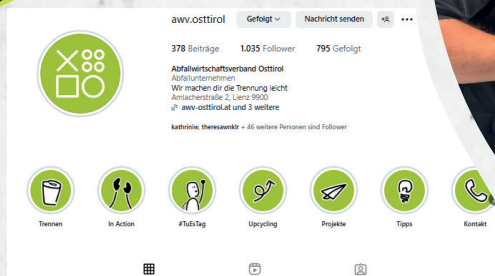 awv.osttirol Gefolgt Nachricht senden
378 Beiträge 1.035 Follower 795 Gefolgt
Abfallwirtschaftsverband Osttirol
Abfallunternehmen
Wir machen dir die Trennung leicht
Amlacherstraße 2, Lienz 9900
awv-osttirol.at und 3 weitere
kathriniw, theresawnklr + 46 weitere Personen sind Follower
Trennen In Action #TuEsTag Upcycling Projekte Tipps Kontakt